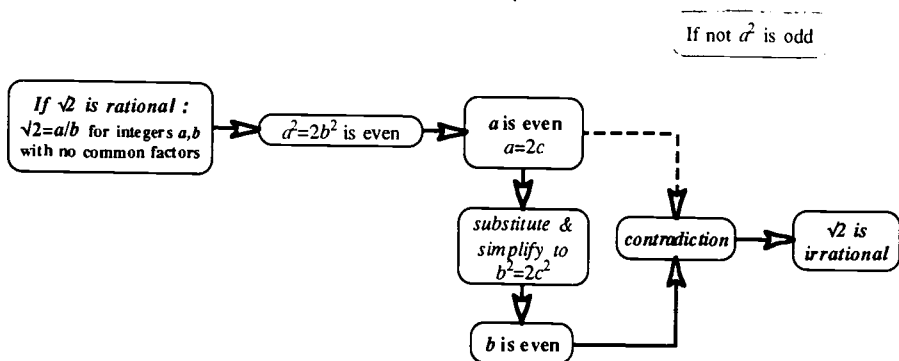 If not a² is odd
If √2 is rational :
√2=a/b for integers a,b
with no common factors
a²=2b² is even
a is even
a=2c
substitute &
simplify to
b²=2c²
b is even
contradiction
√2 is
irrational